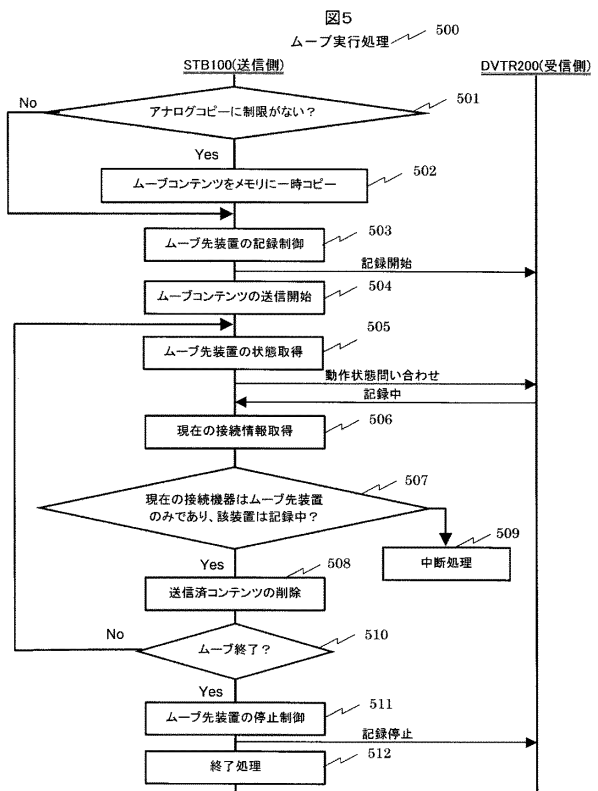 図5
ムーブ実行処理
500
STB100(送信側)
DVTR200(受信側)
No
アナログコピーに制限がない?
501
Yes
ムーブコンテンツをメモリに一時コピー
502
ムーブ先装置の記録制御
503
記録開始
ムーブコンテンツの送信開始
504
505
ムーブ先装置の状態取得
動作状態問い合わせ
記録中
現在の接続情報取得
506
507
現在の接続機器はムーブ先装置
のみであり、該装置は記録中?
509
中断処理
Yes
508
送信済コンテンツの削除
No
ムーブ終了?
510
Yes
ムーブ先装置の停止制御
511
記録停止
終了処理
512